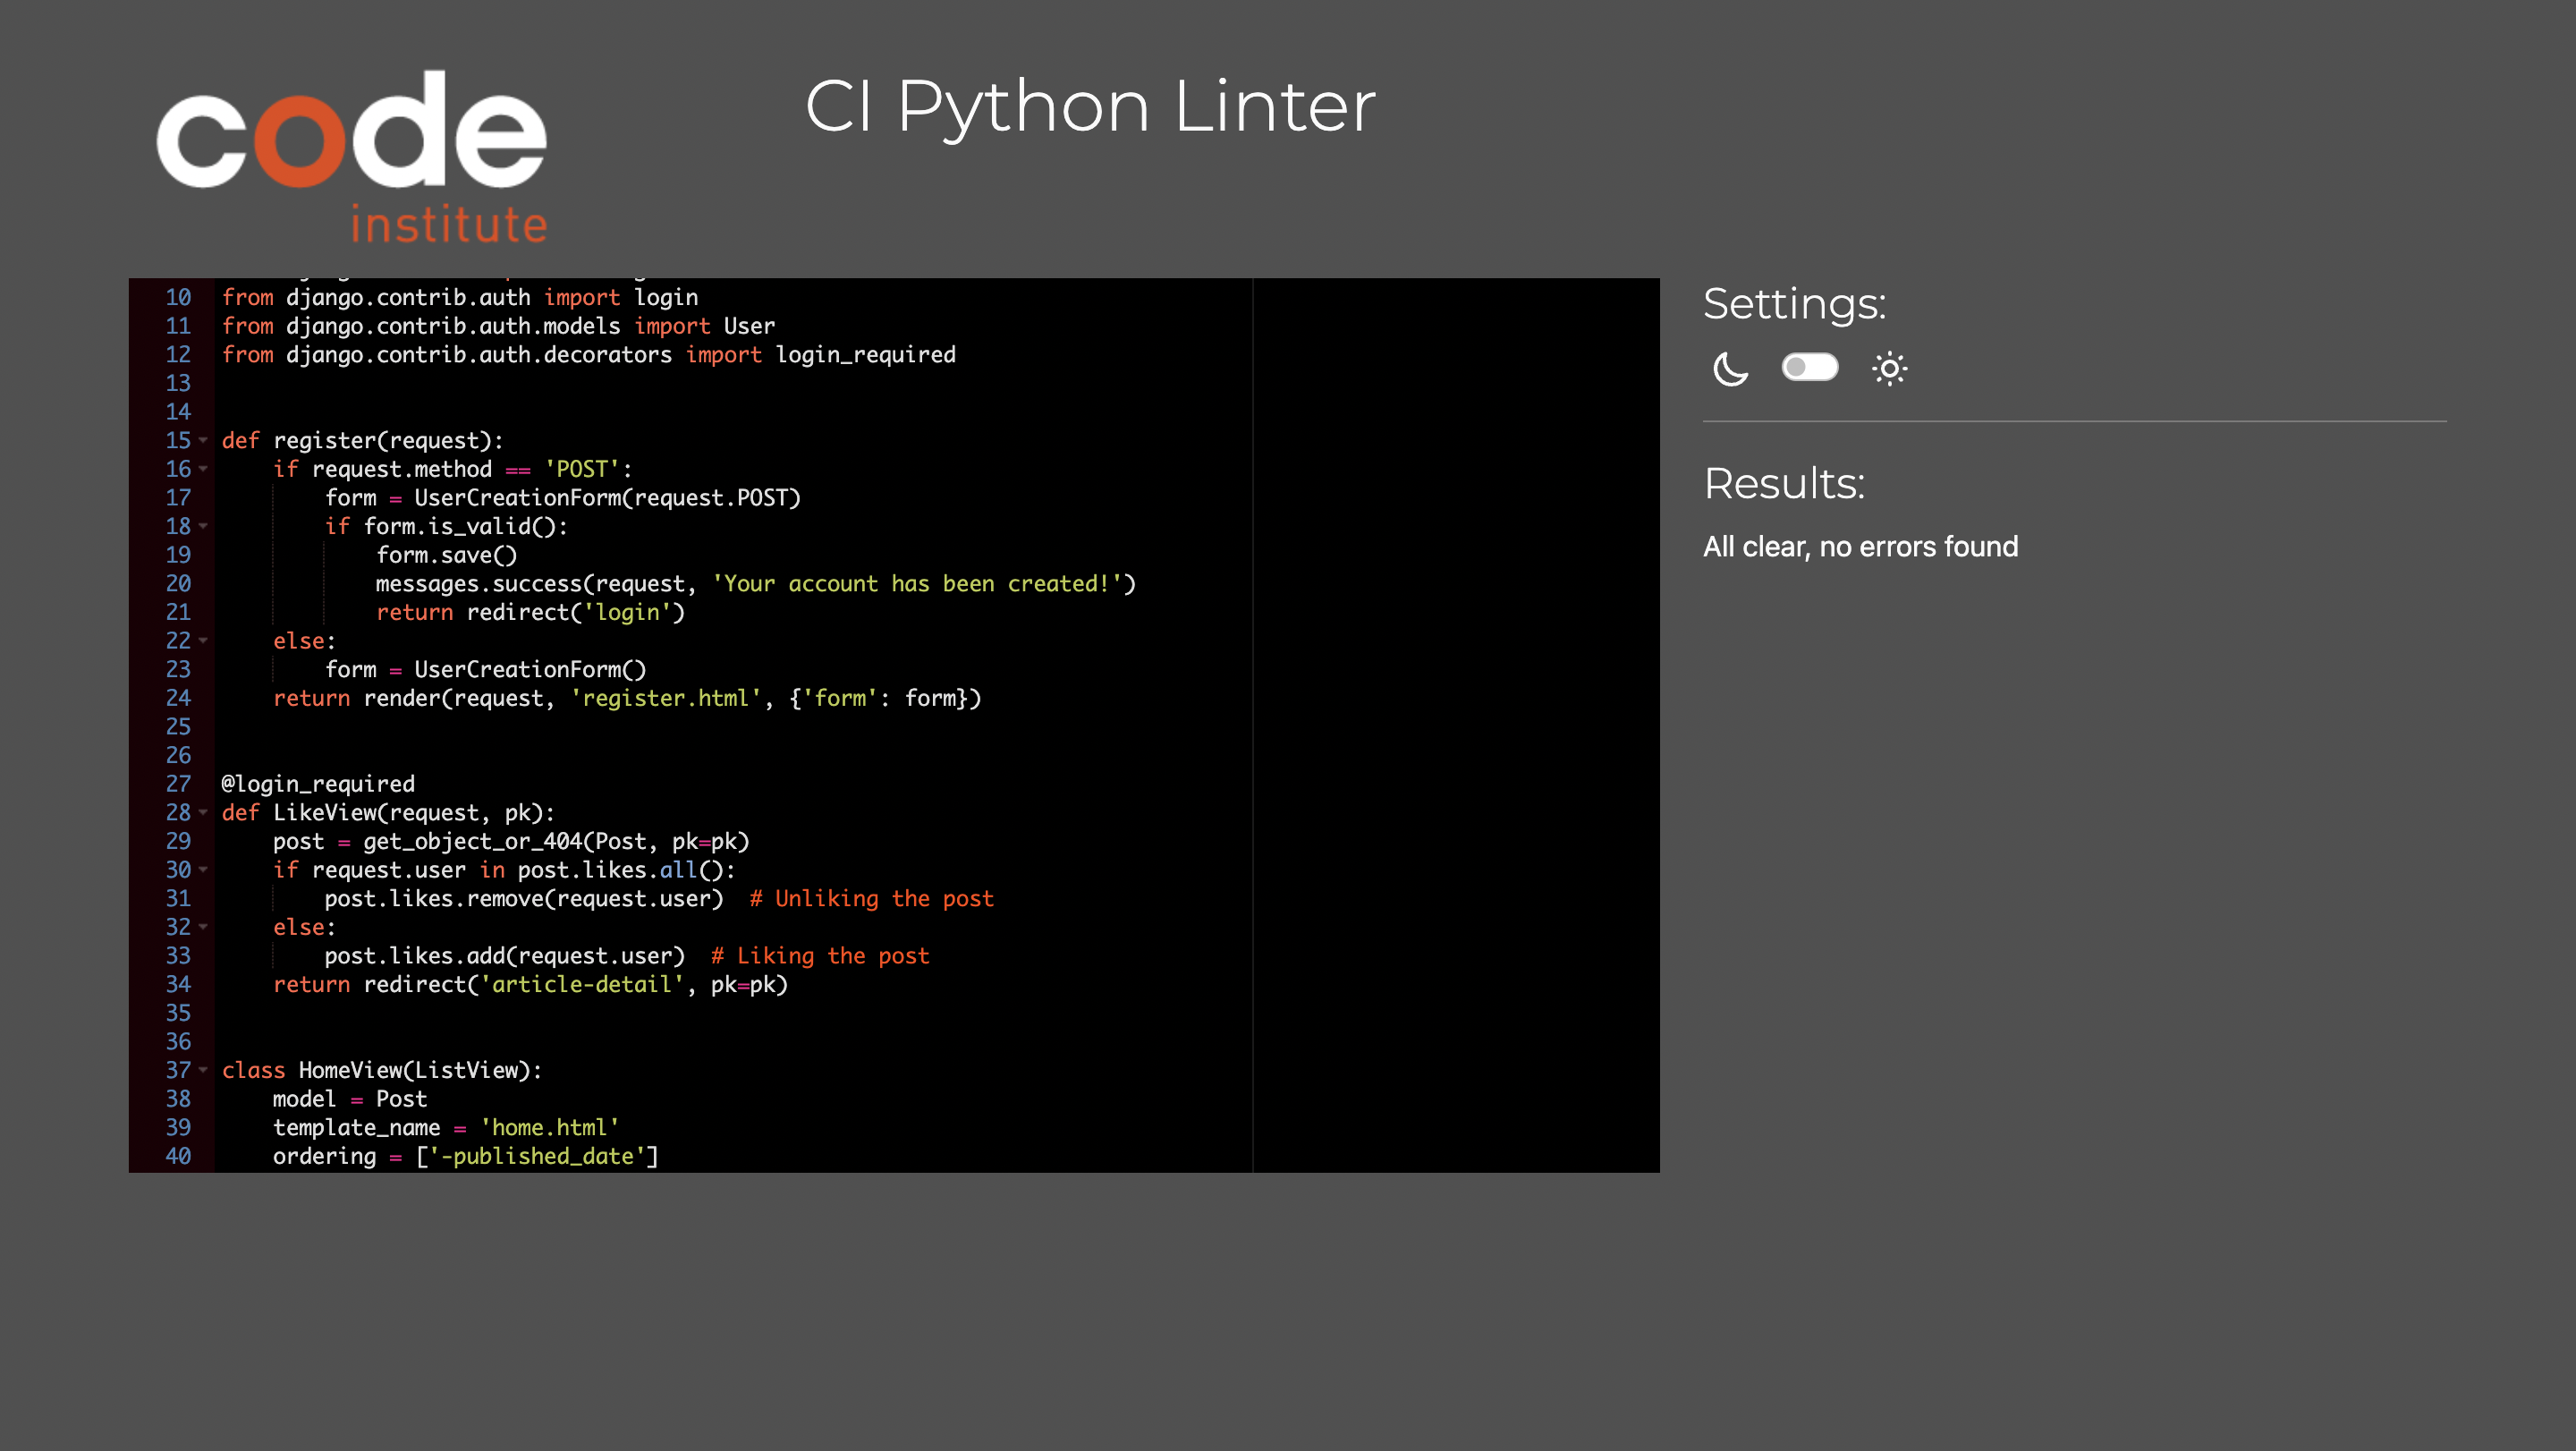 code
institute
CI Python Linter
10 from django.contrib.auth import login
11 from django.contrib.auth.models import User
12 from django.contrib.auth.decorators import login_required
13
14
15 def register(request):
16     if request.method == 'POST':
17         form = UserCreationForm(request.POST)
18         if form.is_valid():
19             form.save()
20             messages.success(request, 'Your account has been created!')
21             return redirect('login')
22     else:
23         form = UserCreationForm()
24     return render(request, 'register.html', {'form': form})
25
26
27 @login_required
28 def LikeView(request, pk):
29     post = get_object_or_404(Post, pk=pk)
30     if request.user in post.likes.all():
31         post.likes.remove(request.user)  # Unliking the post
32     else:
33         post.likes.add(request.user)  # Liking the post
34     return redirect('article-detail', pk=pk)
35
36
37 class HomeView(ListView):
38     model = Post
39     template_name = 'home.html'
40     ordering = ['-published_date']
Settings:
Results:
All clear, no errors found